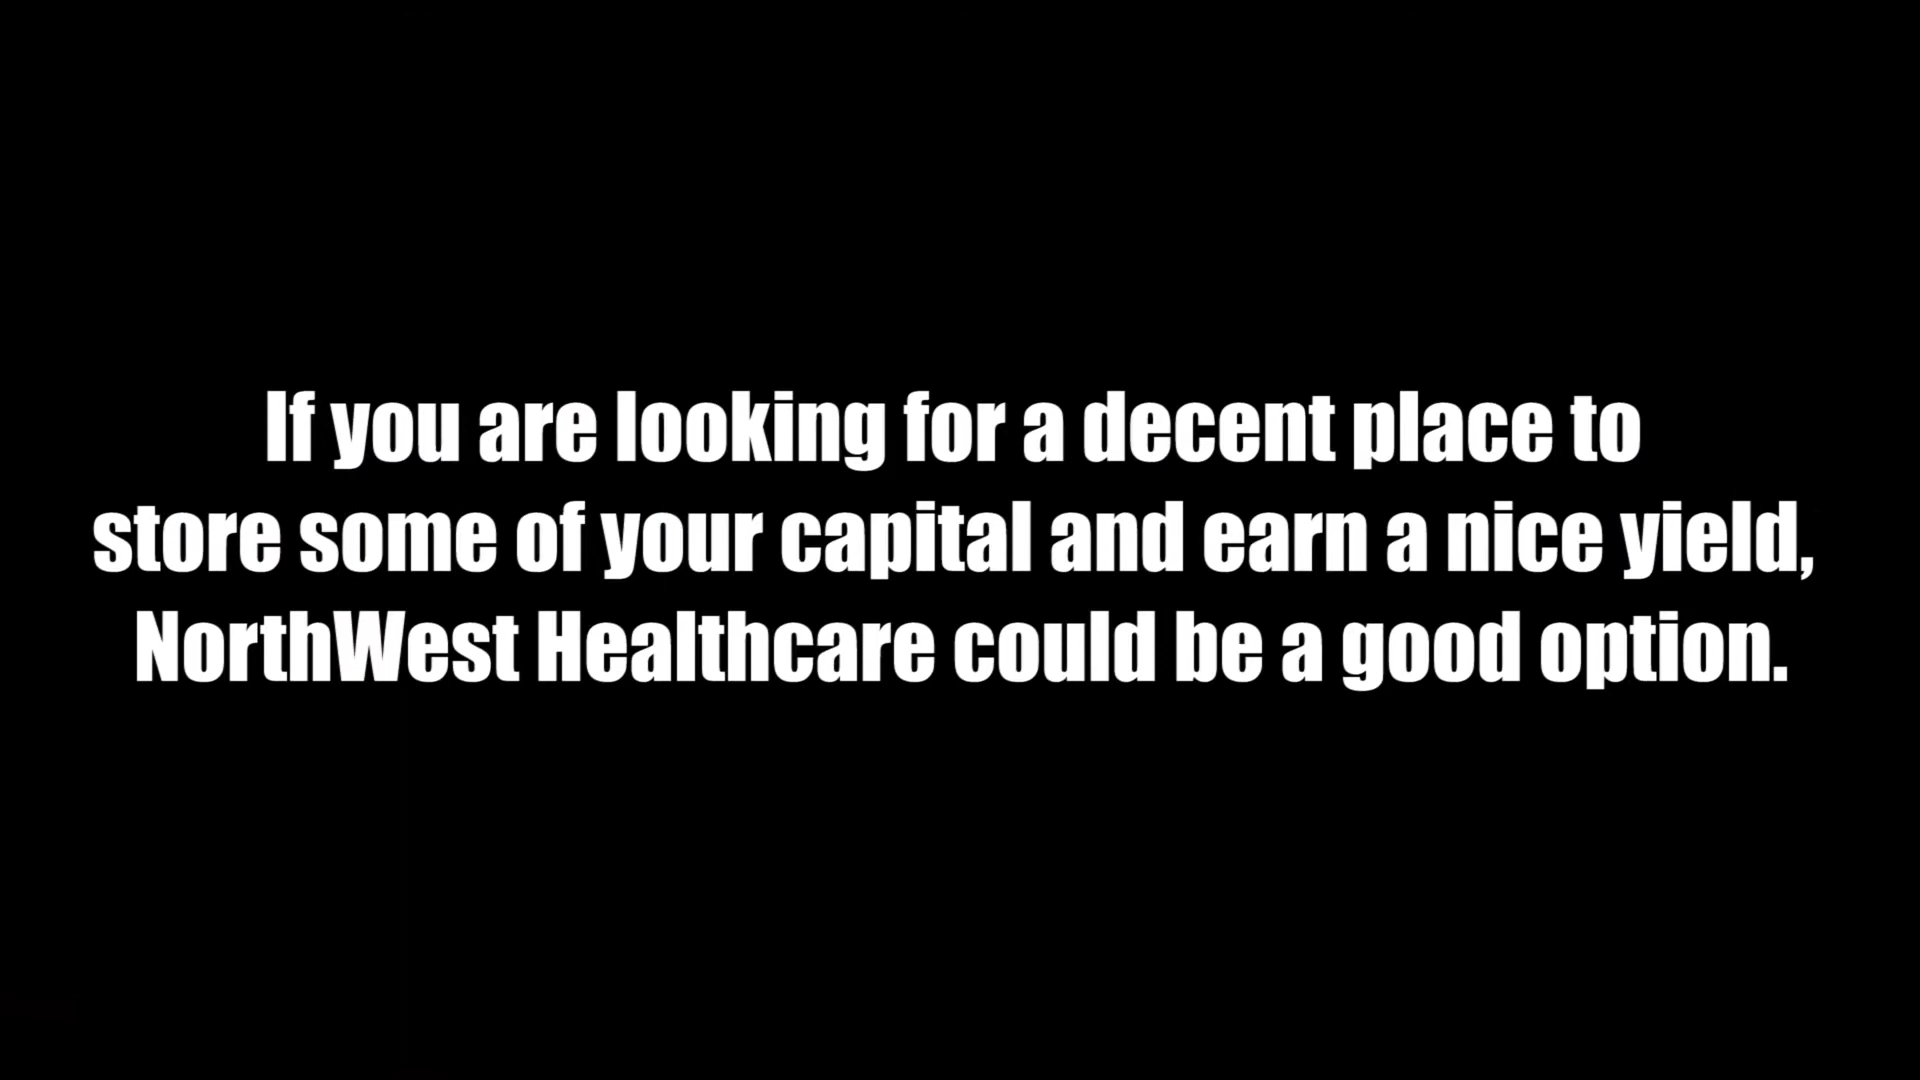 If you are looking for a decent place to
store some of your capital and earn a nice yield,
NorthWest Healthcare could be a good option.